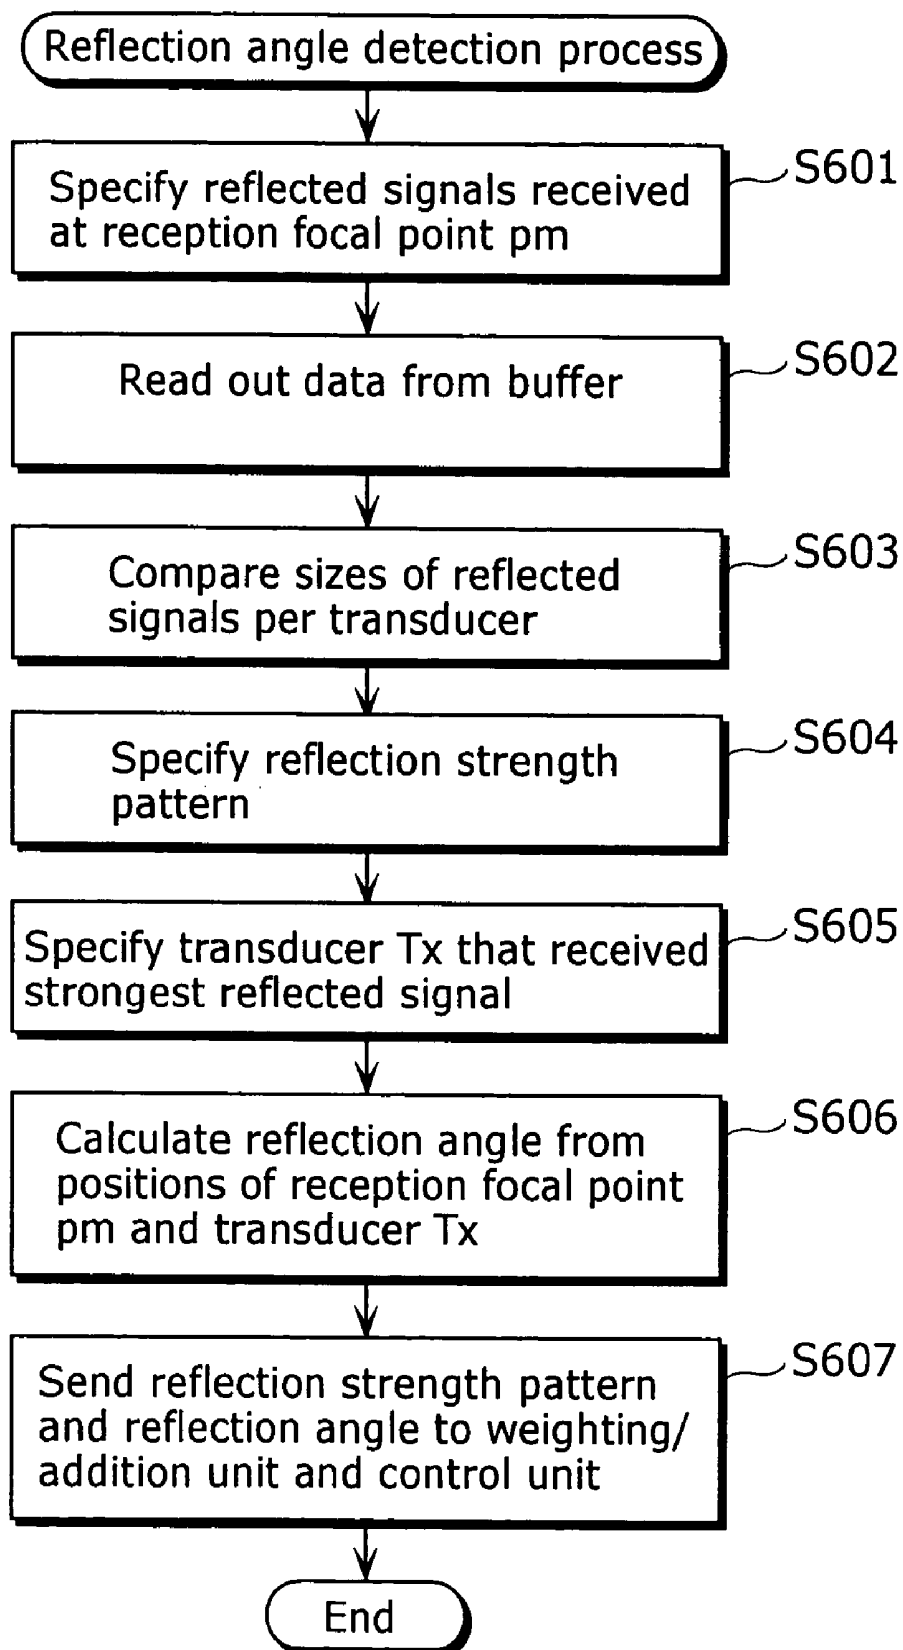 Reflection angle detection process
S601
Specify reflected signals received
at reception focal point pm
S602
Read out data from buffer
S603
Compare sizes of reflected
signals per transducer
S604
Specify reflection strength
pattern
S605
Specify transducer Tx that received
strongest reflected signal
S606
Calculate reflection angle from
positions of reception focal point
pm and transducer Tx
S607
Send reflection strength pattern
and reflection angle to weighting/
addition unit and control unit
End